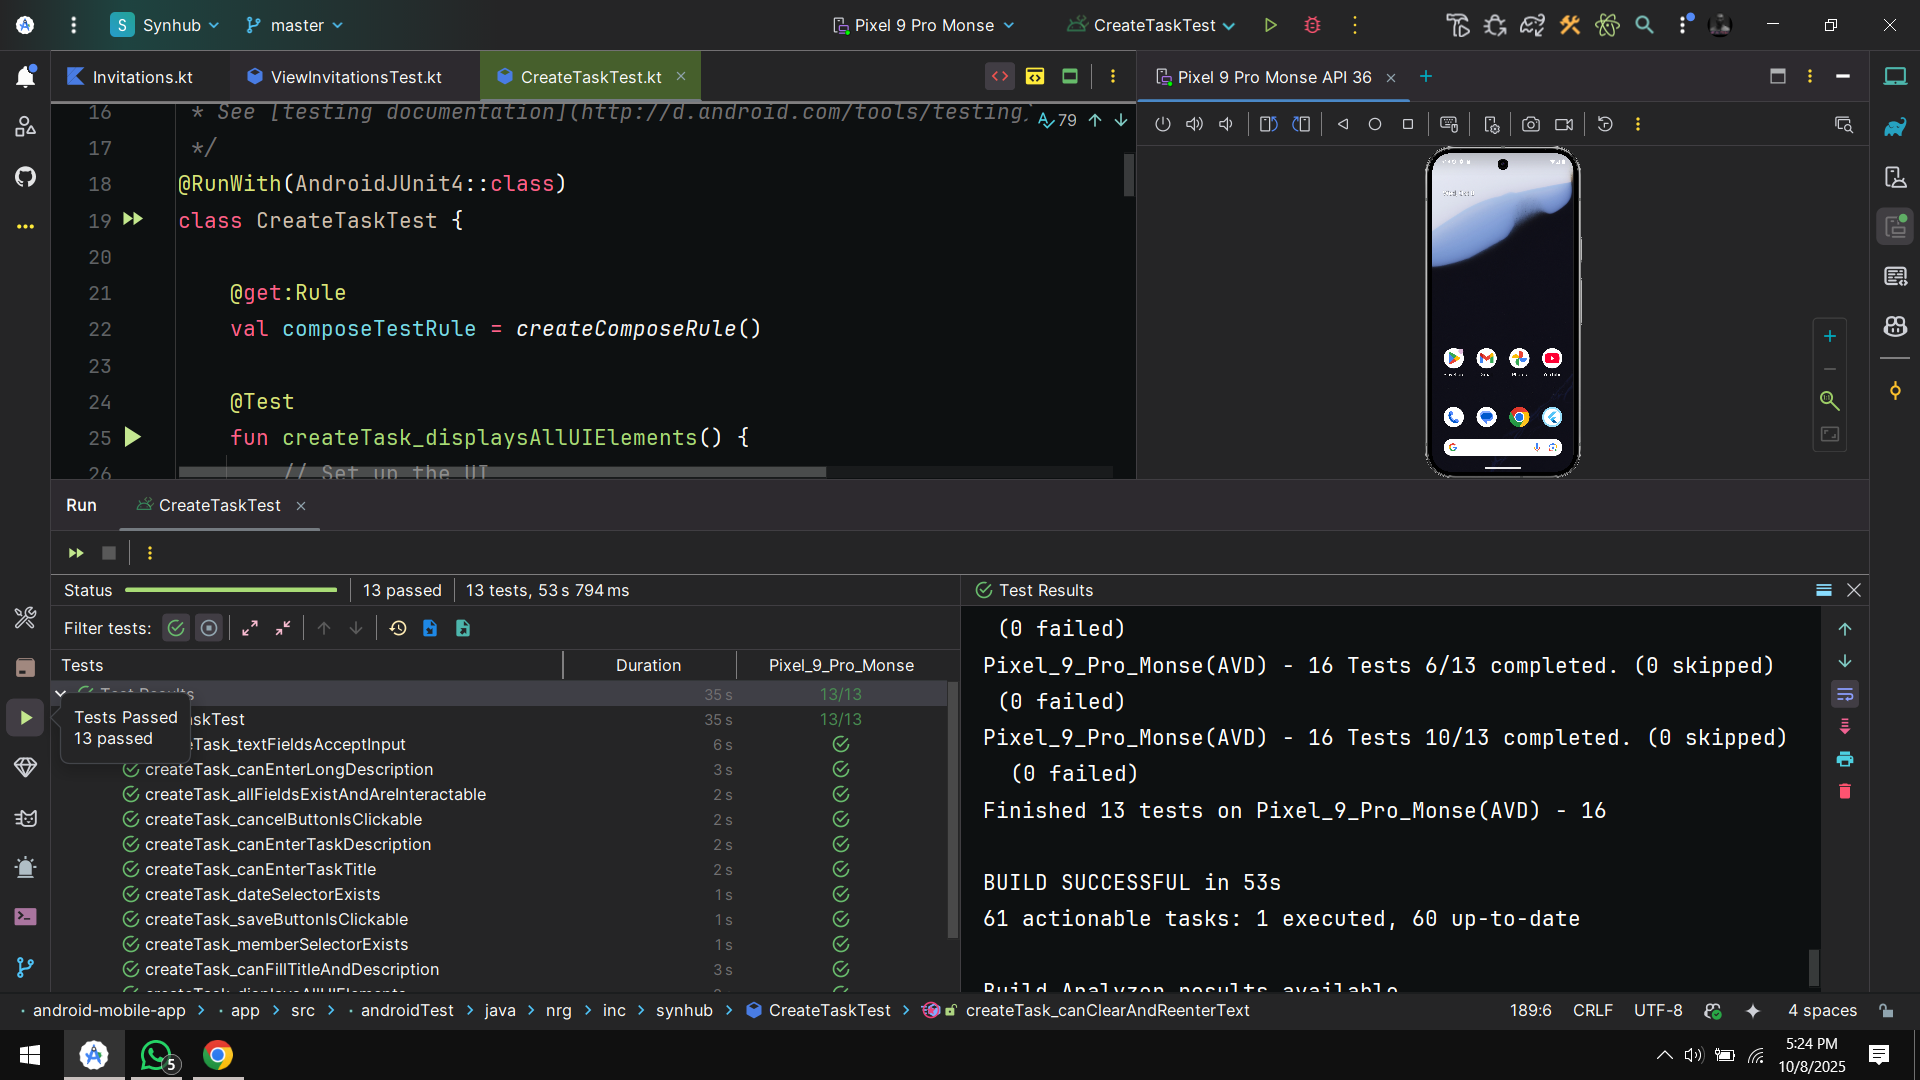 S Synhub master Pixel 9 Pro Monse CreateTaskTest
Invitations.kt ViewInvitationsTest.kt CreateTaskTest.kt
Pixel 9 Pro Monse API 36
16 * See [testing documentation](http://d.android.com/tools/testing)
79
17 */
18 @RunWith(AndroidJUnit4::class)
19 class CreateTaskTest {
20
21 @get:Rule
22 val composeTestRule = createComposeRule()
23
24 @Test
25 fun createTask_displaysAllUIElements() {
26 // Set up the UI
Run CreateTaskTest
Status 13 passed 13 tests, 53 s 794 ms
Filter tests:
Tests Duration Pixel_9_Pro_Monse
Test Results 35 s 13/13
skTest 35 s 13/13
Tests Passed
13 passed
eTask_textFieldsAcceptInput 6 s
createTask_canEnterLongDescription 3 s
createTask_allFieldsExistAndAreInteractable 2 s
createTask_cancelButtonIsClickable 2 s
createTask_canEnterTaskDescription 2 s
createTask_canEnterTaskTitle 2 s
createTask_dateSelectorExists 1 s
createTask_saveButtonIsClickable 1 s
createTask_memberSelectorExists 1 s
createTask_canFillTitleAndDescription 3 s
createTask_displaysAllUIElements
Test Results
(0 failed)
Pixel_9_Pro_Monse(AVD) - 16 Tests 6/13 completed. (0 skipped)
(0 failed)
Pixel_9_Pro_Monse(AVD) - 16 Tests 10/13 completed. (0 skipped)
(0 failed)
Finished 13 tests on Pixel_9_Pro_Monse(AVD) - 16
BUILD SUCCESSFUL in 53s
61 actionable tasks: 1 executed, 60 up-to-date
Build Analyzer results available
android-mobile-app app src androidTest java nrg inc synhub CreateTaskTest createTask_canClearAndReenterText 189:6 CRLF UTF-8 4 spaces
5
5:24 PM
10/8/2025